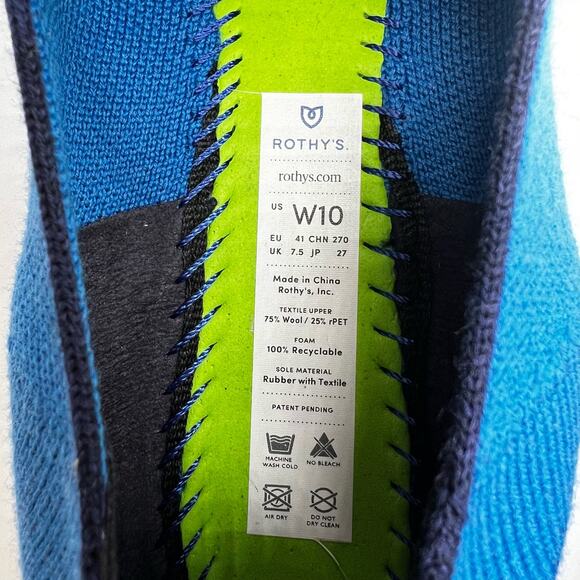 ROTHY'S.
rothys.com
US W10
EU 41 CHN 270
UK 7.5 JP 27
Made in China
Rothy's, Inc.
TEXTILE UPPER
75% Wool / 25% rPET
FOAM
100% Recyclable
SOLE MATERIAL
Rubber with Textile
PATENT PENDING
MACHINE WASH COLD
NO BLEACH
AIR DRY
DO NOT DRY CLEAN